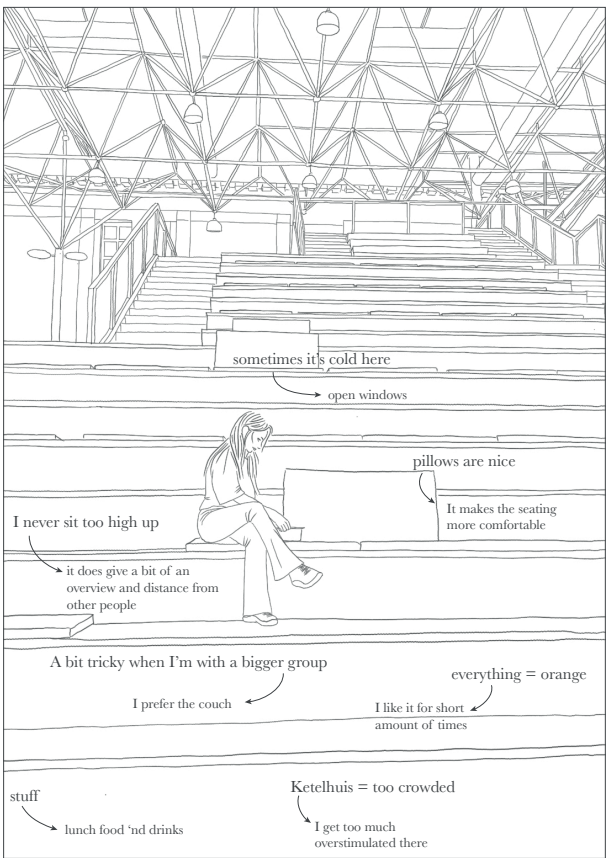 sometimes it's cold here
open windows
pillows are nice
It makes the seating
more comfortable
I never sit too high up
it does give a bit of an
overview and distance from
other people
A bit tricky when I'm with a bigger group
I prefer the couch
everything = orange
I like it for short
amount of times
Ketelhuis = too crowded
I get too much
overstimulated there
stuff
lunch food 'nd drinks